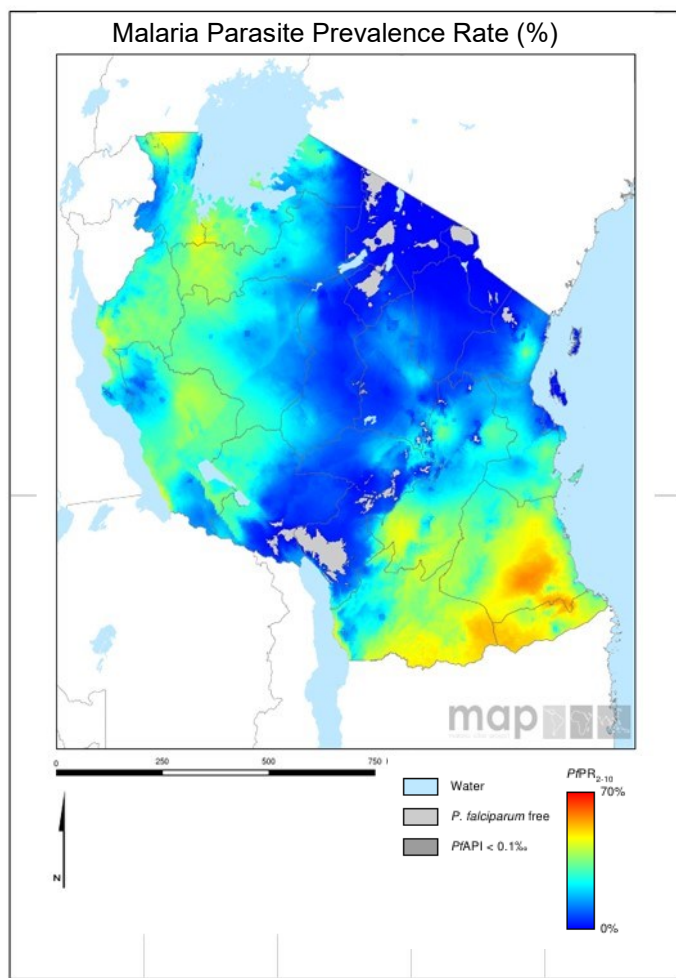 Malaria Parasite Prevalence Rate (%)
map
0 250 500 750
Water
P. falciparum free
PfAPI < 0.1‰
PfPR2-10
70%
0%
N